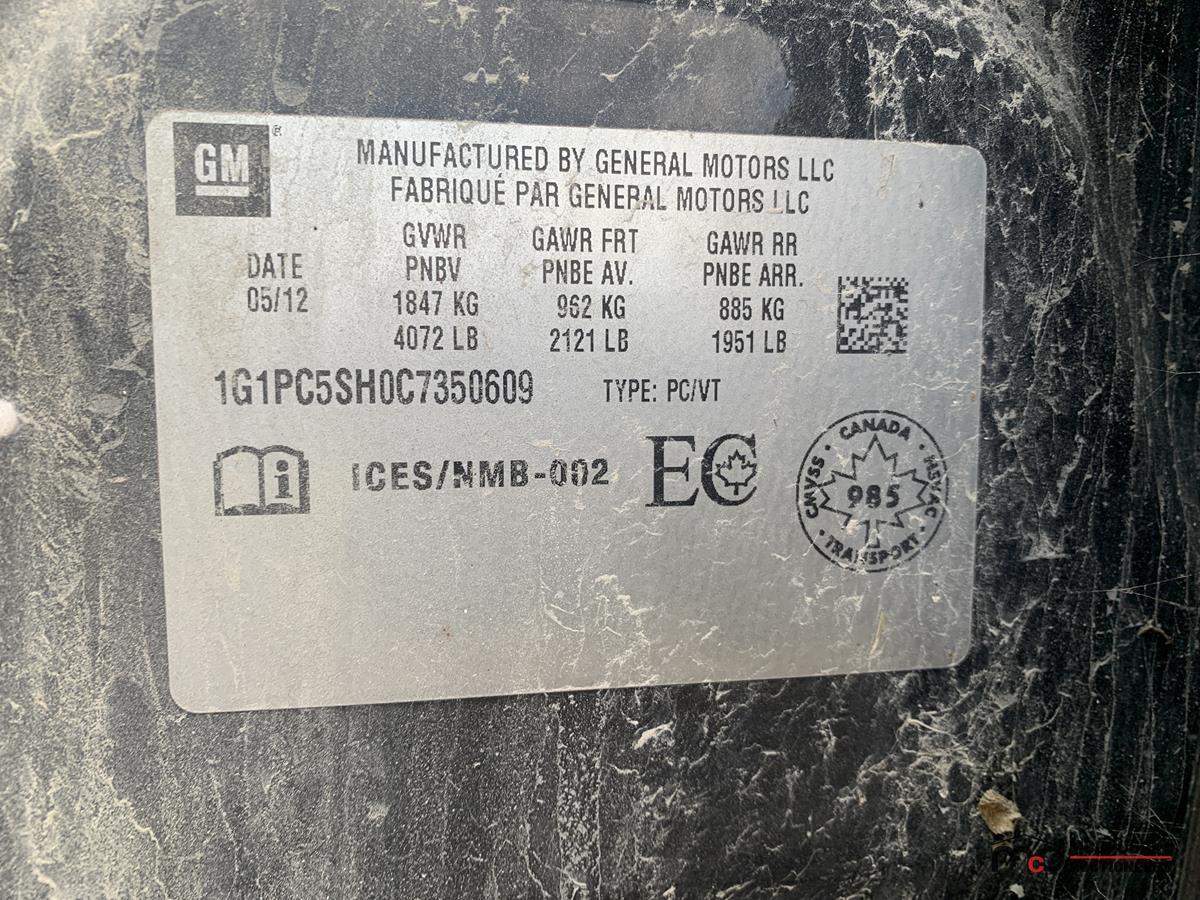 GM®
MANUFACTURED BY GENERAL MOTORS LLC
FABRIQUÉ PAR GENERAL MOTORS LLC
DATE
05/12
GVWR
PNBV
1847 KG
4072 LB
GAWR FRT
PNBE AV.
962 KG
2121 LB
GAWR RR
PNBE ARR.
885 KG
1951 LB
1G1PC5SH0C7350609
TYPE: PC/VT
i
ICES/NMB-002
EC
CANADA
CMVSS
985
NSVAC
TRANSPORT